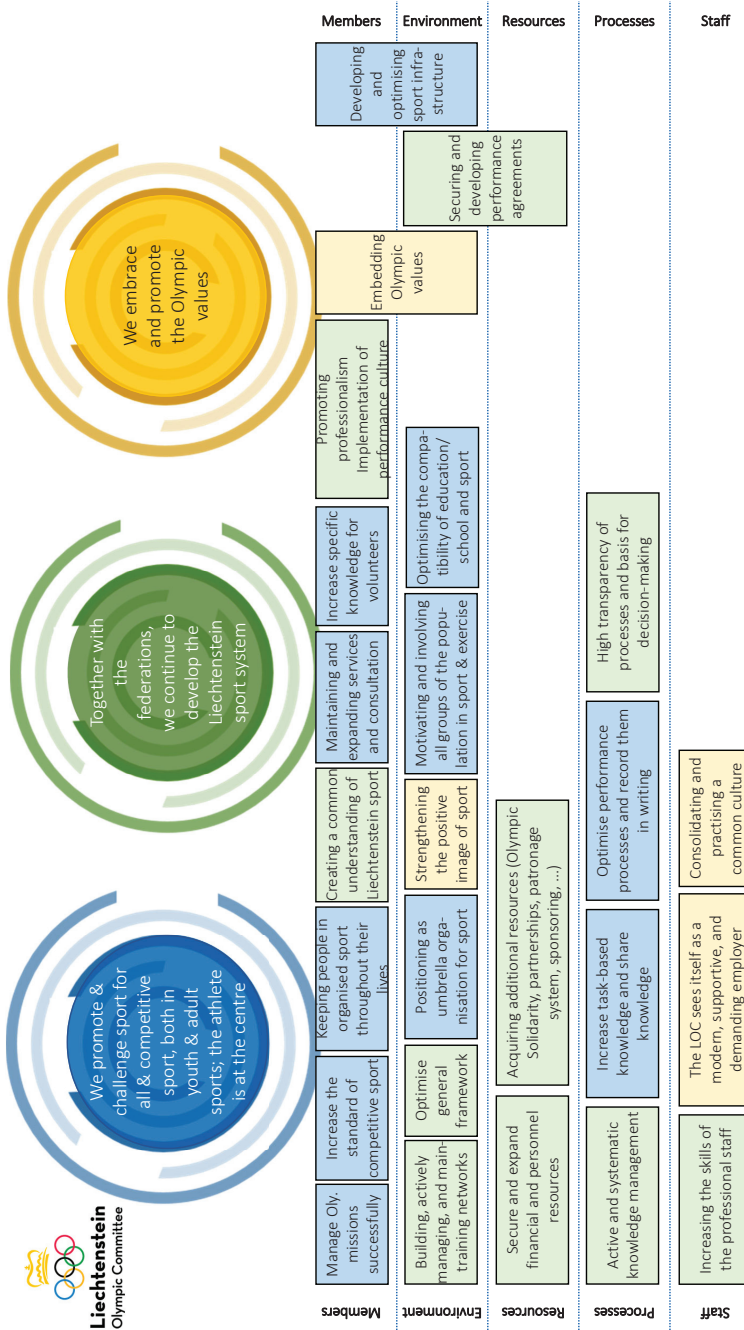 Liechtenstein
Olympic Committee
We promote &
challenge sport for
all & competitive
sport, both in
youth & adult
sports; the athlete
is at the centre
Together with
the
federations,
we continue to
develop the
Liechtenstein
sport system
We embrace
and promote
the Olympic
values
Members
Manage Oly.
missions
successfully
Increase the
standard of
competitive sport
Keeping people in
organised sport
throughout their
lives
Creating a common
understanding of
Liechtenstein sport
Maintaining and
expanding services
and consultation
Increase specific
knowledge for
volunteers
Promoting
professionalism
Implementation of
performance culture
Embedding
Olympic
values
Developing
and
optimising
sport infra-
structure
Members
Environment
Building, actively
managing, and main-
training networks
Optimise
general
framework
Positioning as
umbrella orga-
nisation for sport
Strengthening
the positive
image of sport
Motivating and involving
all groups of the popu-
lation in sport & exercise
Optimising the compa-
tibility of education/
school and sport
Securing and
developing
performance
agreements
Environment
Resources
Secure and expand
financial and personnel
resources
Acquiring additional resources (Olympic
Solidarity, partnerships, patronage
system, sponsoring, ...)
Resources
Processes
Active and systematic
knowledge management
Increase task-based
knowledge and share
knowledge
Optimise performance
processes and record them
in writing
High transparency of
processes and basis for
decision-making
Processes
Staff
Increasing the skills of
the professional staff
The LOC sees itself as a
modern, supportive, and
demanding employer
Consolidating and
practising a
common culture
Staff